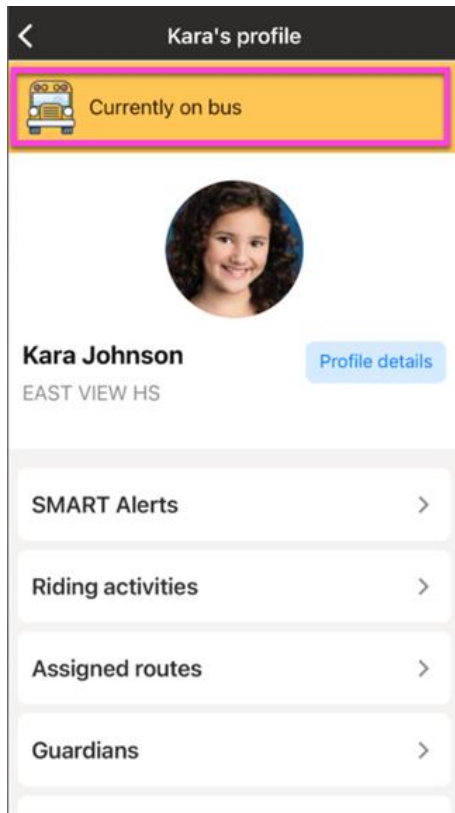 Kara's profile
Currently on bus
Kara Johnson
Profile details
EAST VIEW HS
SMART Alerts
Riding activities
Assigned routes
Guardians